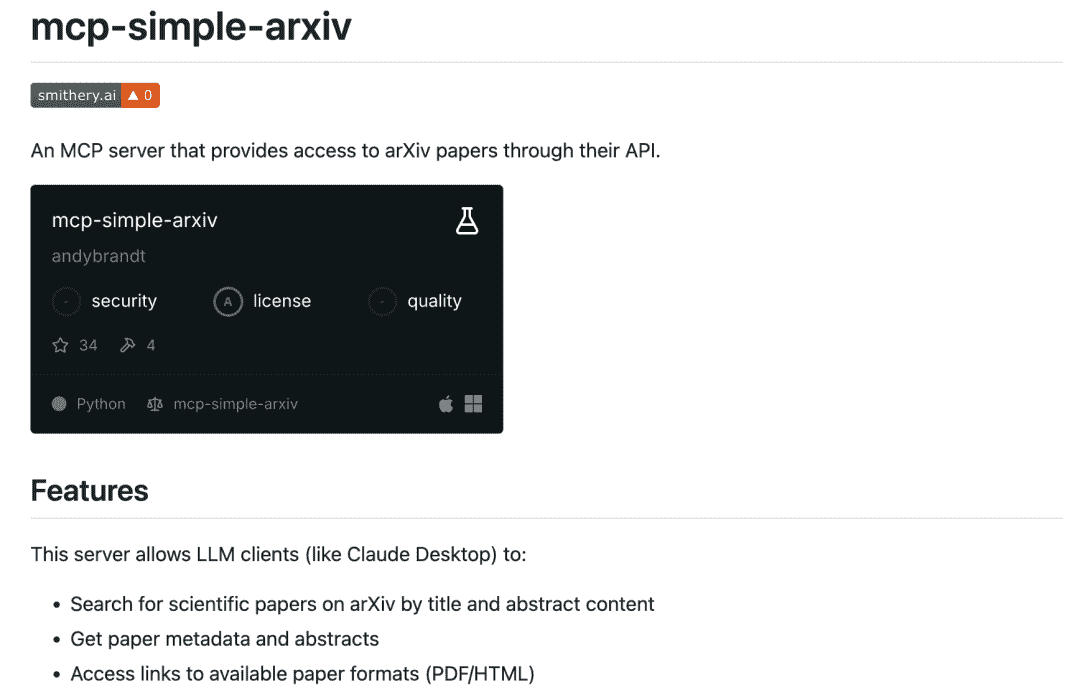 mcp-simple-arxiv
smithery.ai ▲ 0
An MCP server that provides access to arXiv papers through their API.
mcp-simple-arxiv
andybrandt
- security A license - quality
34 4
Python mcp-simple-arxiv
Features
This server allows LLM clients (like Claude Desktop) to:
• Search for scientific papers on arXiv by title and abstract content
• Get paper metadata and abstracts
• Access links to available paper formats (PDF/HTML)